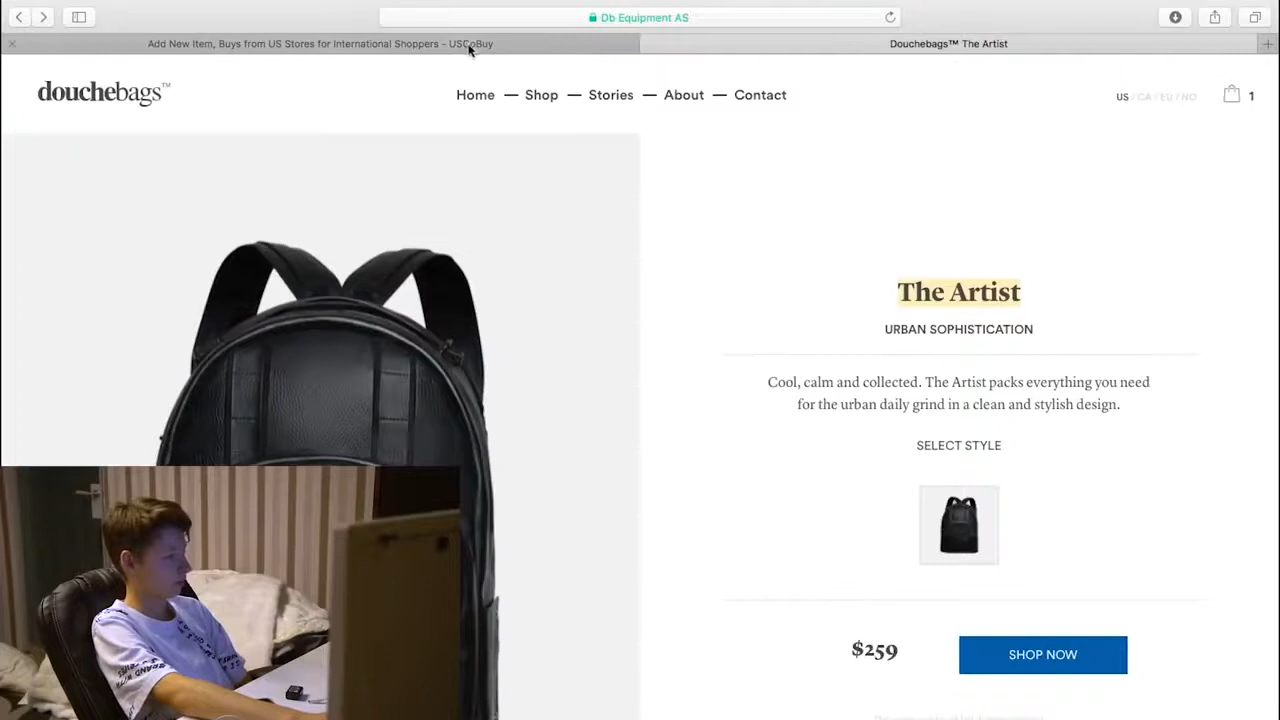 Db Equipment AS
Add New Item, Buys from US Stores for International Shoppers - USCoBuy
Douchebags™ The Artist
douchebags™
Home — Shop — Stories — About — Contact
US / CA / EU / NO
1
The Artist
URBAN SOPHISTICATION
Cool, calm and collected. The Artist packs everything you need
for the urban daily grind in a clean and stylish design.
SELECT STYLE
$259
SHOP NOW